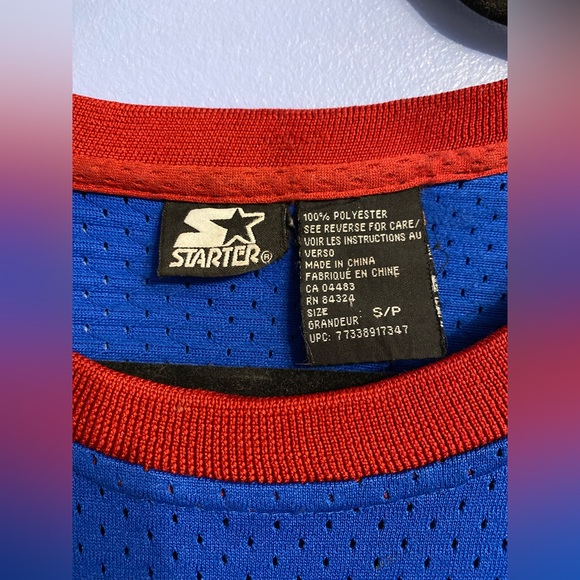 STARTER®
100% POLYESTER
SEE REVERSE FOR CARE/
VOIR LES INSTRUCTIONS AU
VERSO
MADE IN CHINA
FABRIQUÉ EN CHINE
CA 04483
RN 84324
SIZE S/P
GRANDEUR:
UPC: 77338917347